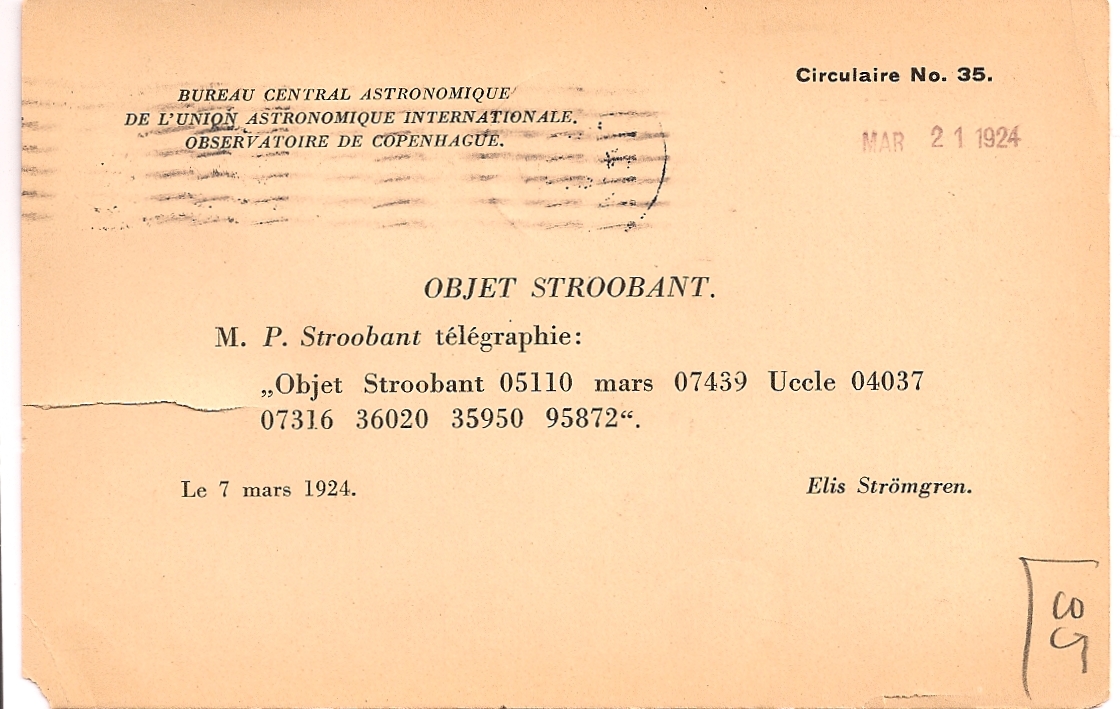 Circulaire No. 35.
BUREAU CENTRAL ASTRONOMIQUE
DE L'UNION ASTRONOMIQUE INTERNATIONALE.
OBSERVATOIRE DE COPENHAGUE.
MAR 21 1924
OBJET STROOBANT.
M. P. Stroobant télégraphie:
„Objet Stroobant 05110 mars 07439 Uccle 04037
07316 36020 35950 95872“.
Le 7 mars 1924.
Elis Strömgren.